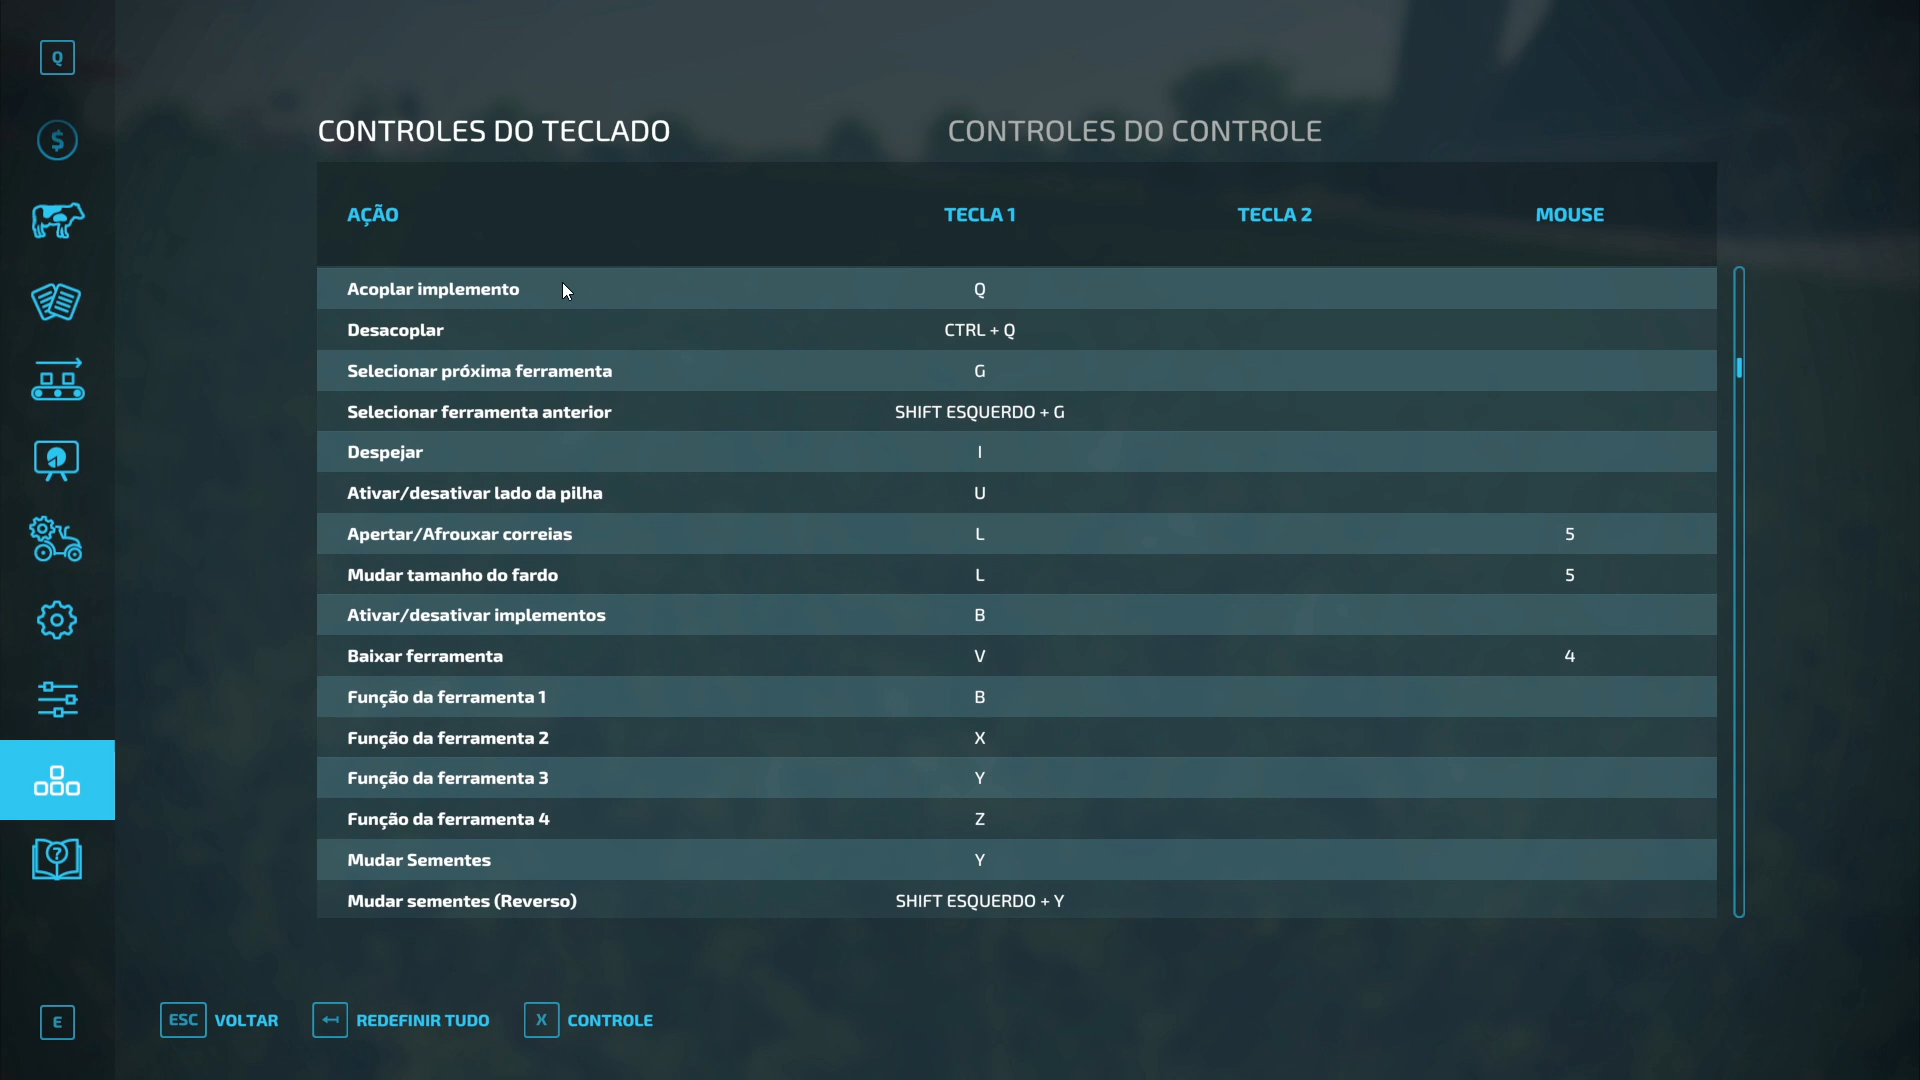 Q
$
CONTROLES DO TECLADO CONTROLES DO CONTROLE
AÇÃO TECLA 1 TECLA 2 MOUSE
Acoplar implemento Q
Desacoplar CTRL + Q
Selecionar próxima ferramenta G
Selecionar ferramenta anterior SHIFT ESQUERDO + G
Despejar I
Ativar/desativar lado da pilha U
Apertar/Afrouxar correias L 5
Mudar tamanho do fardo L 5
Ativar/desativar implementos B
Baixar ferramenta V 4
Função da ferramenta 1 B
Função da ferramenta 2 X
Função da ferramenta 3 Y
Função da ferramenta 4 Z
Mudar Sementes Y
Mudar sementes (Reverso) SHIFT ESQUERDO + Y
?
E
ESC VOLTAR REDEFINIR TUDO X CONTROLE